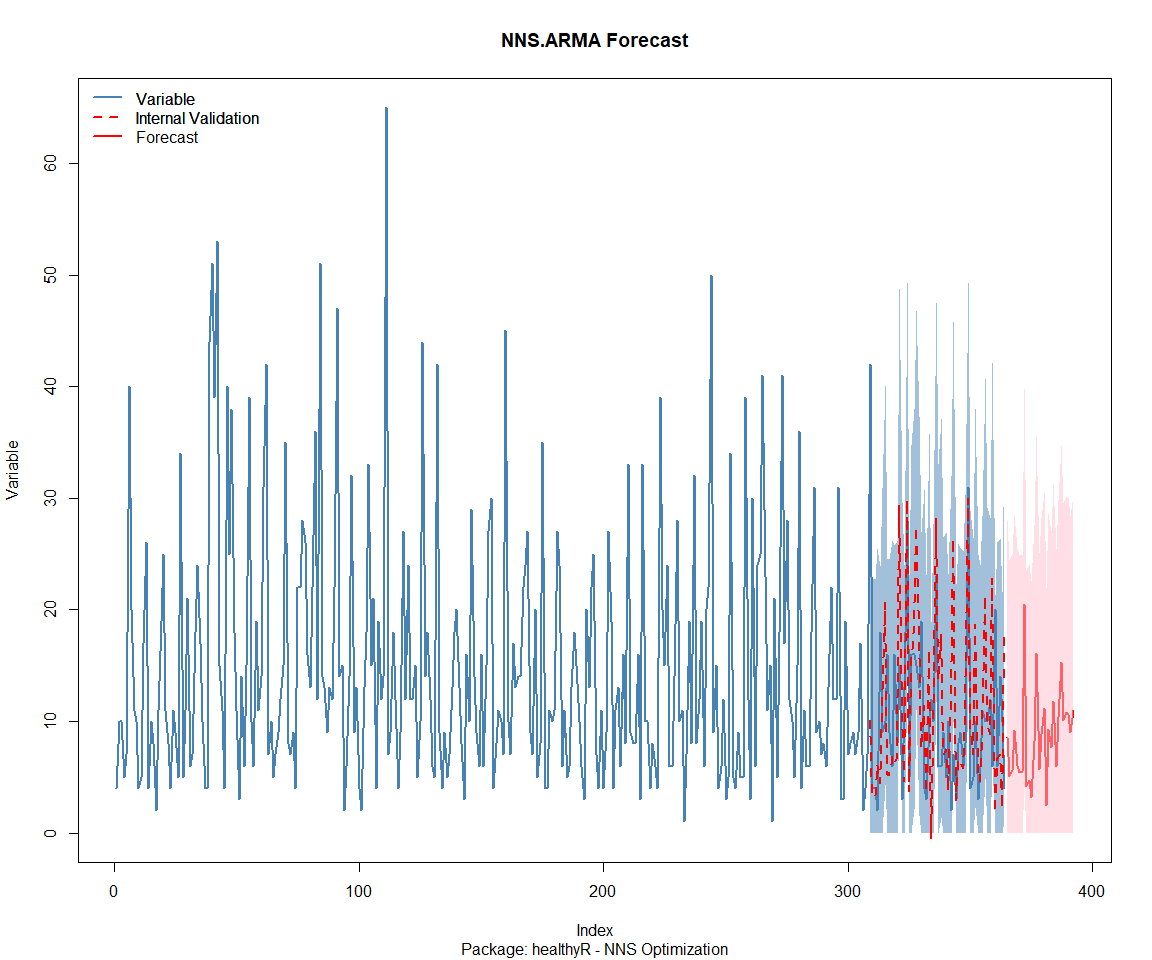 NNS.ARMA Forecast
Variable
Internal Validation
Forecast
60
50
40
30
20
10
0
Variable
0
100
200
300
400
Index
Package: healthyR - NNS Optimization